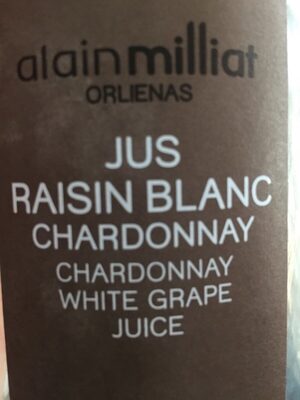 alain milliat
ORLIENAS
JUS
RAISIN BLANC
CHARDONNAY
CHARDONNAY
WHITE GRAPE
JUICE